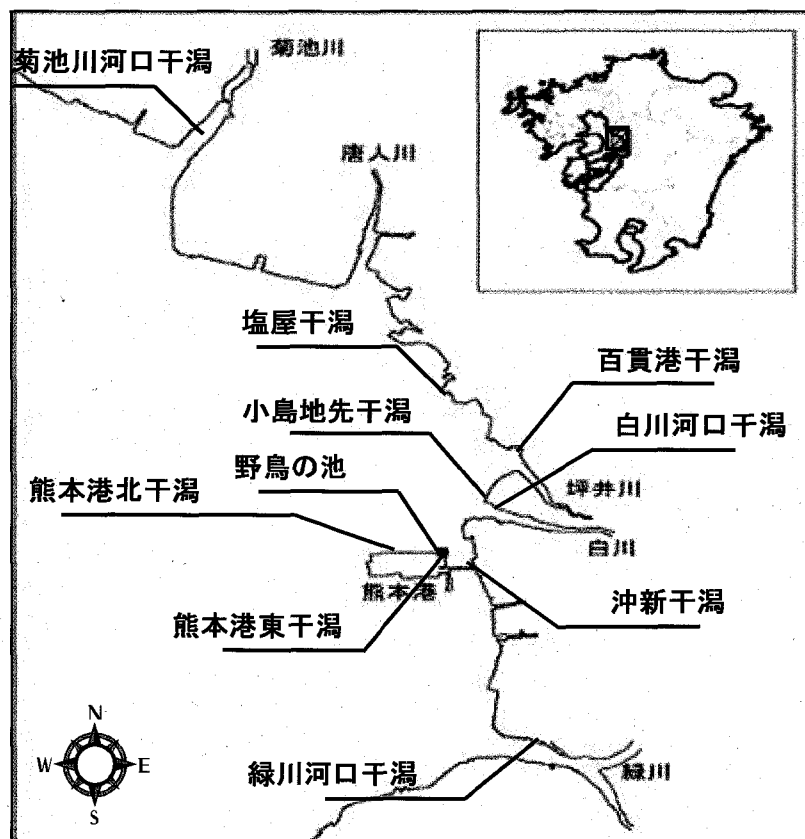 菊池川
菊池川河口干潟
唐人川
塩屋干潟
百貫港干潟
小島地先干潟
白川河口干潟
野鳥の池
坪井川
熊本港北干潟
白川
熊本港
沖新干潟
熊本港東干潟
緑川河口干潟
緑川
N
W
E
S